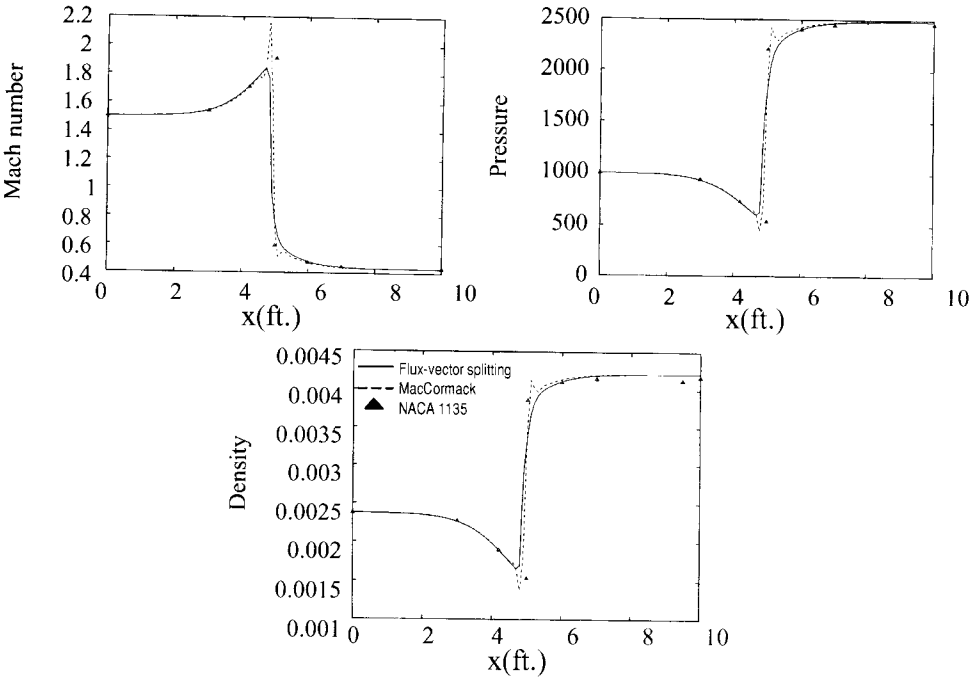 Mach number
2.2
2
1.8
1.6
1.4
1.2
1
0.8
0.6
0.4
0 2 4 6 8 10
x(ft.)
Pressure
2500
2000
1500
1000
500
0
0 2 4 6 8 10
x(ft.)
Density
0.0045
0.004
0.0035
0.003
0.0025
0.002
0.0015
0.001
Flux-vector splitting
MacCormack
NACA 1135
0 2 4 6 8 10
x(ft.)